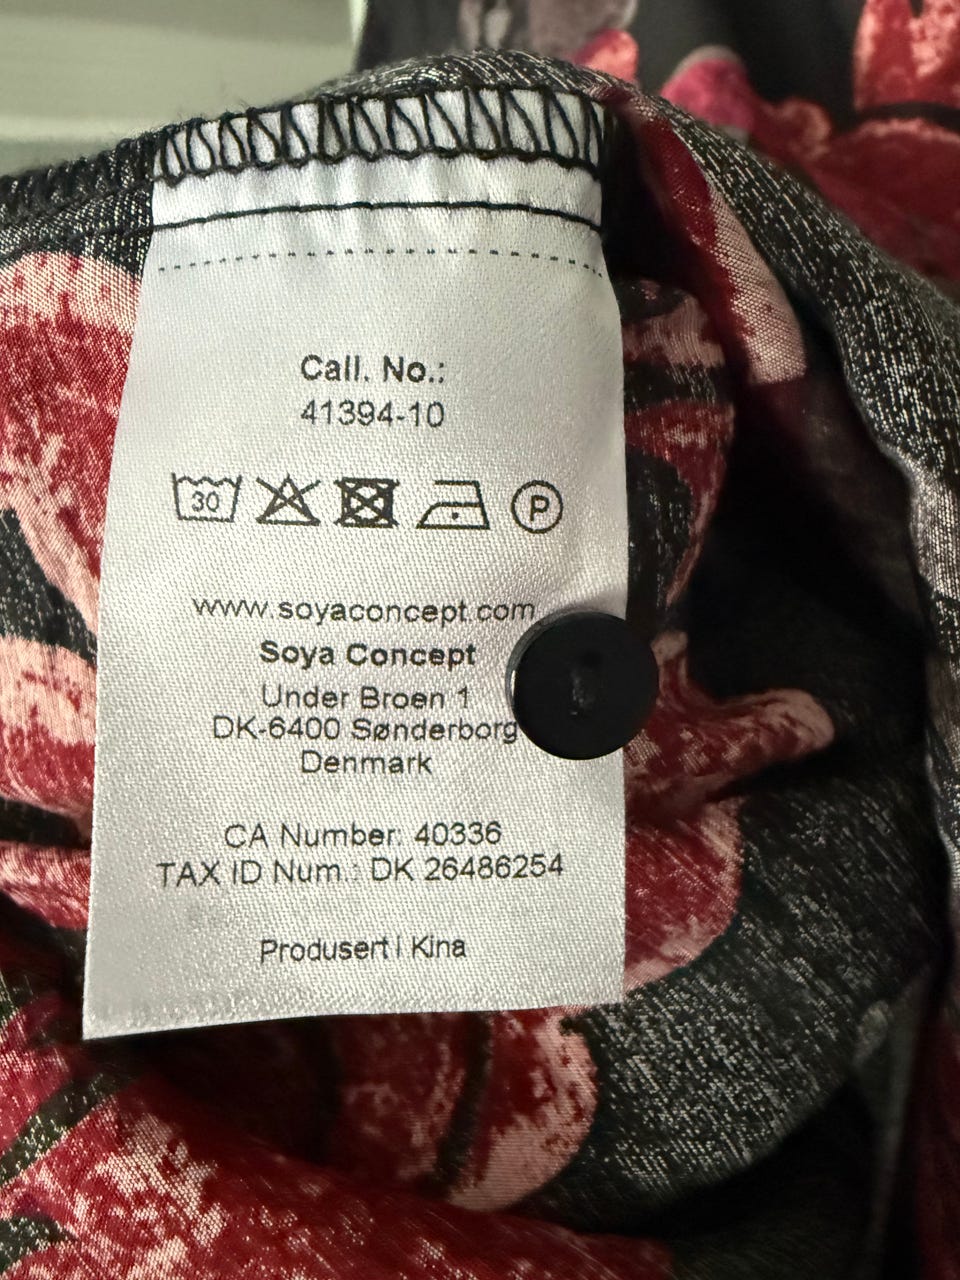 Call. No.:
41394-10
30 P
www.soyaconcept.com
Soya Concept
Under Broen 1
DK-6400 Sønderborg
Denmark
CA Number: 40336
TAX ID Num.: DK 26486254
Produsert i Kina